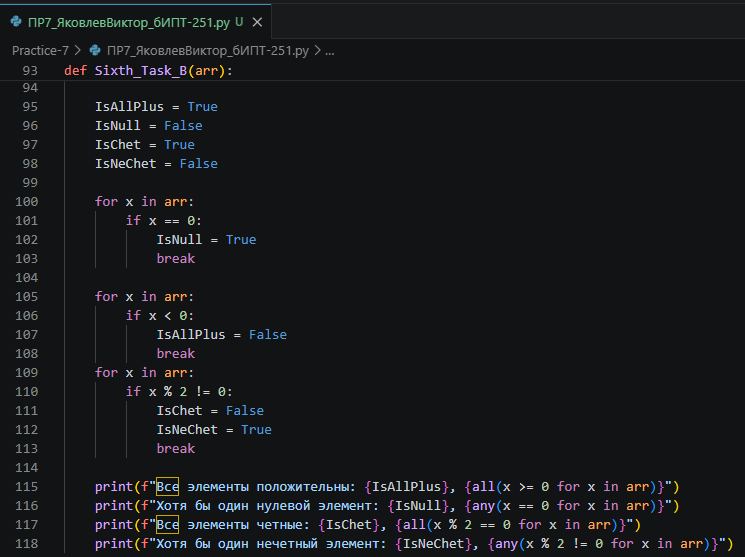 ПР7_ЯковлевВиктор_бИПТ-251.py U ×
Practice-7 > ПР7_ЯковлевВиктор_бИПТ-251.py > ...
93 def Sixth_Task_B(arr):
94
95 IsAllPlus = True
96 IsNull = False
97 IsChet = True
98 IsNeChet = False
99
100 for x in arr:
101 if x == 0:
102 IsNull = True
103 break
104
105 for x in arr:
106 if x < 0:
107 IsAllPlus = False
108 break
109 for x in arr:
110 if x % 2 != 0:
111 IsChet = False
112 IsNeChet = True
113 break
114
115 print(f"Все элементы положительны: {IsAllPlus}, {all(x >= 0 for x in arr)}")
116 print(f"Хотя бы один нулевой элемент: {IsNull}, {any(x == 0 for x in arr)}")
117 print(f"Все элементы четные: {IsChet}, {all(x % 2 == 0 for x in arr)}")
118 print(f"Хотя бы один нечетный элемент: {IsNeChet}, {any(x % 2 != 0 for x in arr)}")